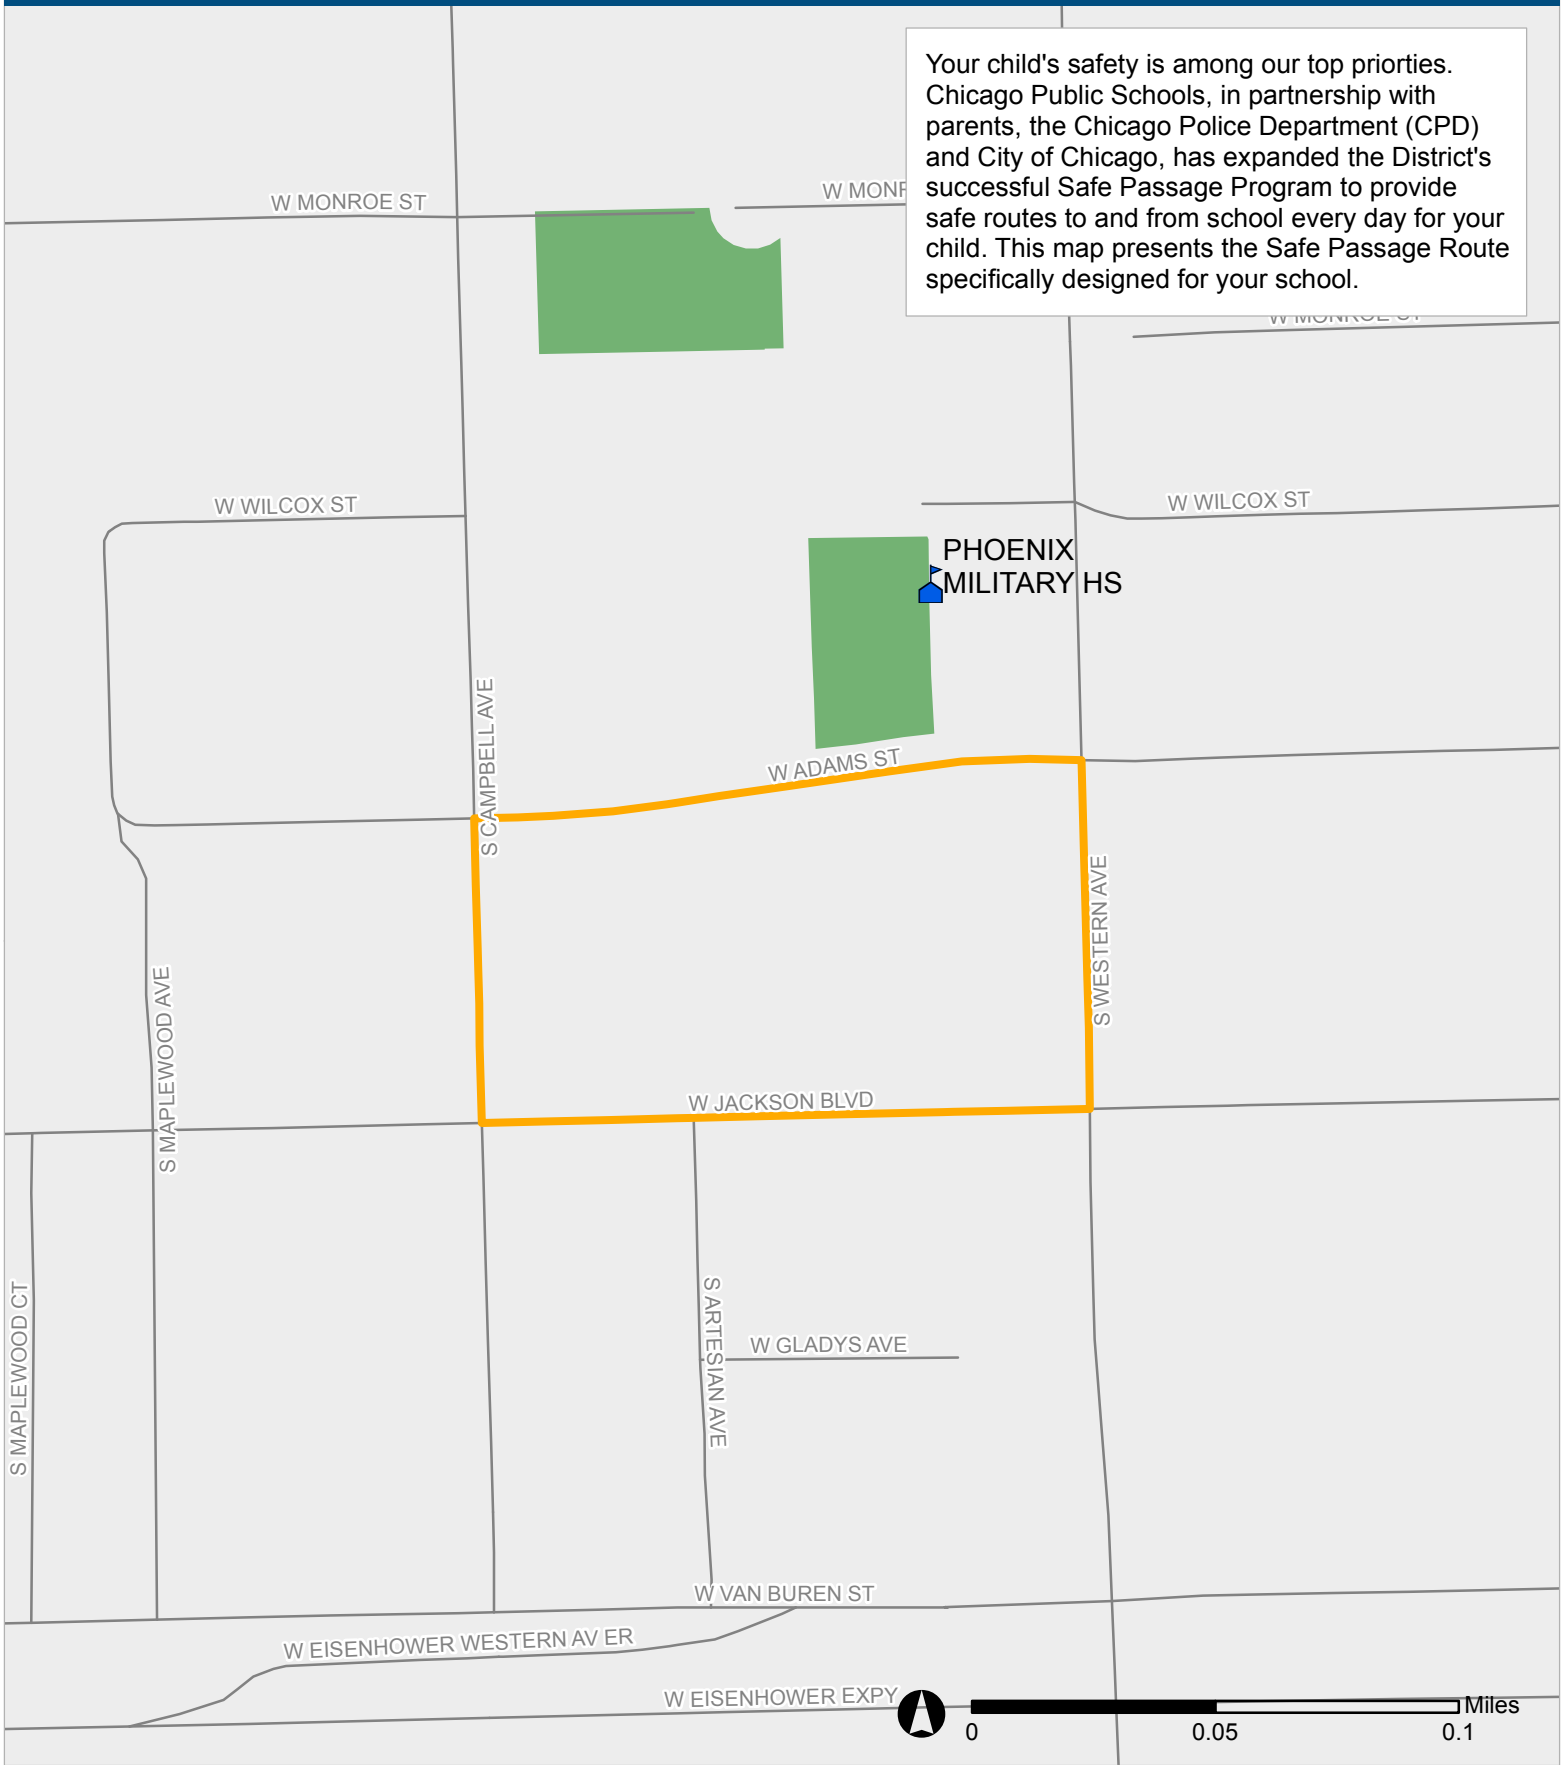 Your child's safety is among our top priorties.
Chicago Public Schools, in partnership with
parents, the Chicago Police Department (CPD)
and City of Chicago, has expanded the District's
successful Safe Passage Program to provide
safe routes to and from school every day for your
child. This map presents the Safe Passage Route
specifically designed for your school.
W MONROE ST
W MONR
W MONROE ST
W WILCOX ST
W WILCOX ST
PHOENIX
MILITARY HS
S CAMPBELL AVE
W ADAMS ST
S WESTERN AVE
S MAPLEWOOD AVE
W JACKSON BLVD
S MAPLEWOOD CT
S ARTESIAN AVE
W GLADYS AVE
W VAN BUREN ST
W EISENHOWER WESTERN AV ER
W EISENHOWER EXPY
Miles
0
0.05
0.1